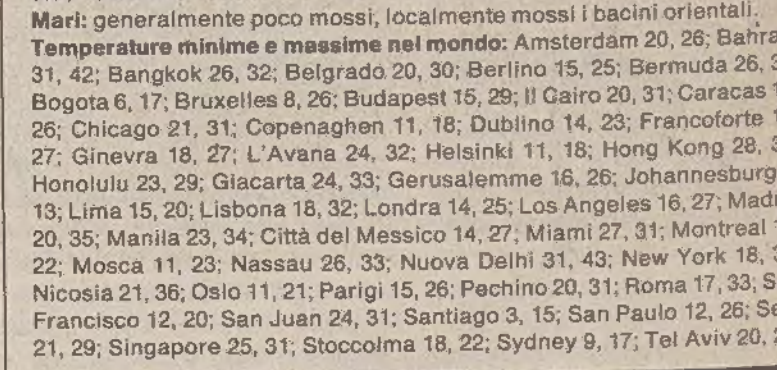 Mari: generalmente poco mossi, localmente mossi i bacini orientali.
Temperature minime e massime nel mondo: Amsterdam 20, 26;
31, 42; Bangkok 26, 32; Belgrado 20, 30; Berlino 15, 25; Bermuda 26,
Bogota 6, 17; Bruxelles 8, 26; Budapest 15, 29; Il Cairo 20, 31; Caracas
26; Chicago 21, 31; Copenaghen 11, 18; Dublino 14, 23; Francoforte
27; Ginevra 18, 27; L'Avana 24, 32; Helsinki 11, 18; Hong Kong 28,
Honolulu 23, 29; Giacarta 24, 33; Gerusalemme 16, 26; Johannesburg
13; Lima 15, 20; Lisbona 18, 32; Londra 14, 25; Los Angeles 16, 27;
20, 35; Manila 23, 34; Città del Messico 14, 27; Miami 27, 31; Montreal
22; Mosca 11, 23; Nassau 26, 33; Nuova Delhi 31, 43; New York 18,
Nicosia 21, 36; Oslo 11, 21; Parigi 15, 26; Pechino 20, 31; Roma 17, 33;
Francisco 12, 20; San Juan 24, 31; Santiago 3, 15; San Paulo 12, 26;
21, 29; Singapore 25, 31; Stoccolma 18, 22; Sydney 9, 17; Tel Aviv 20,